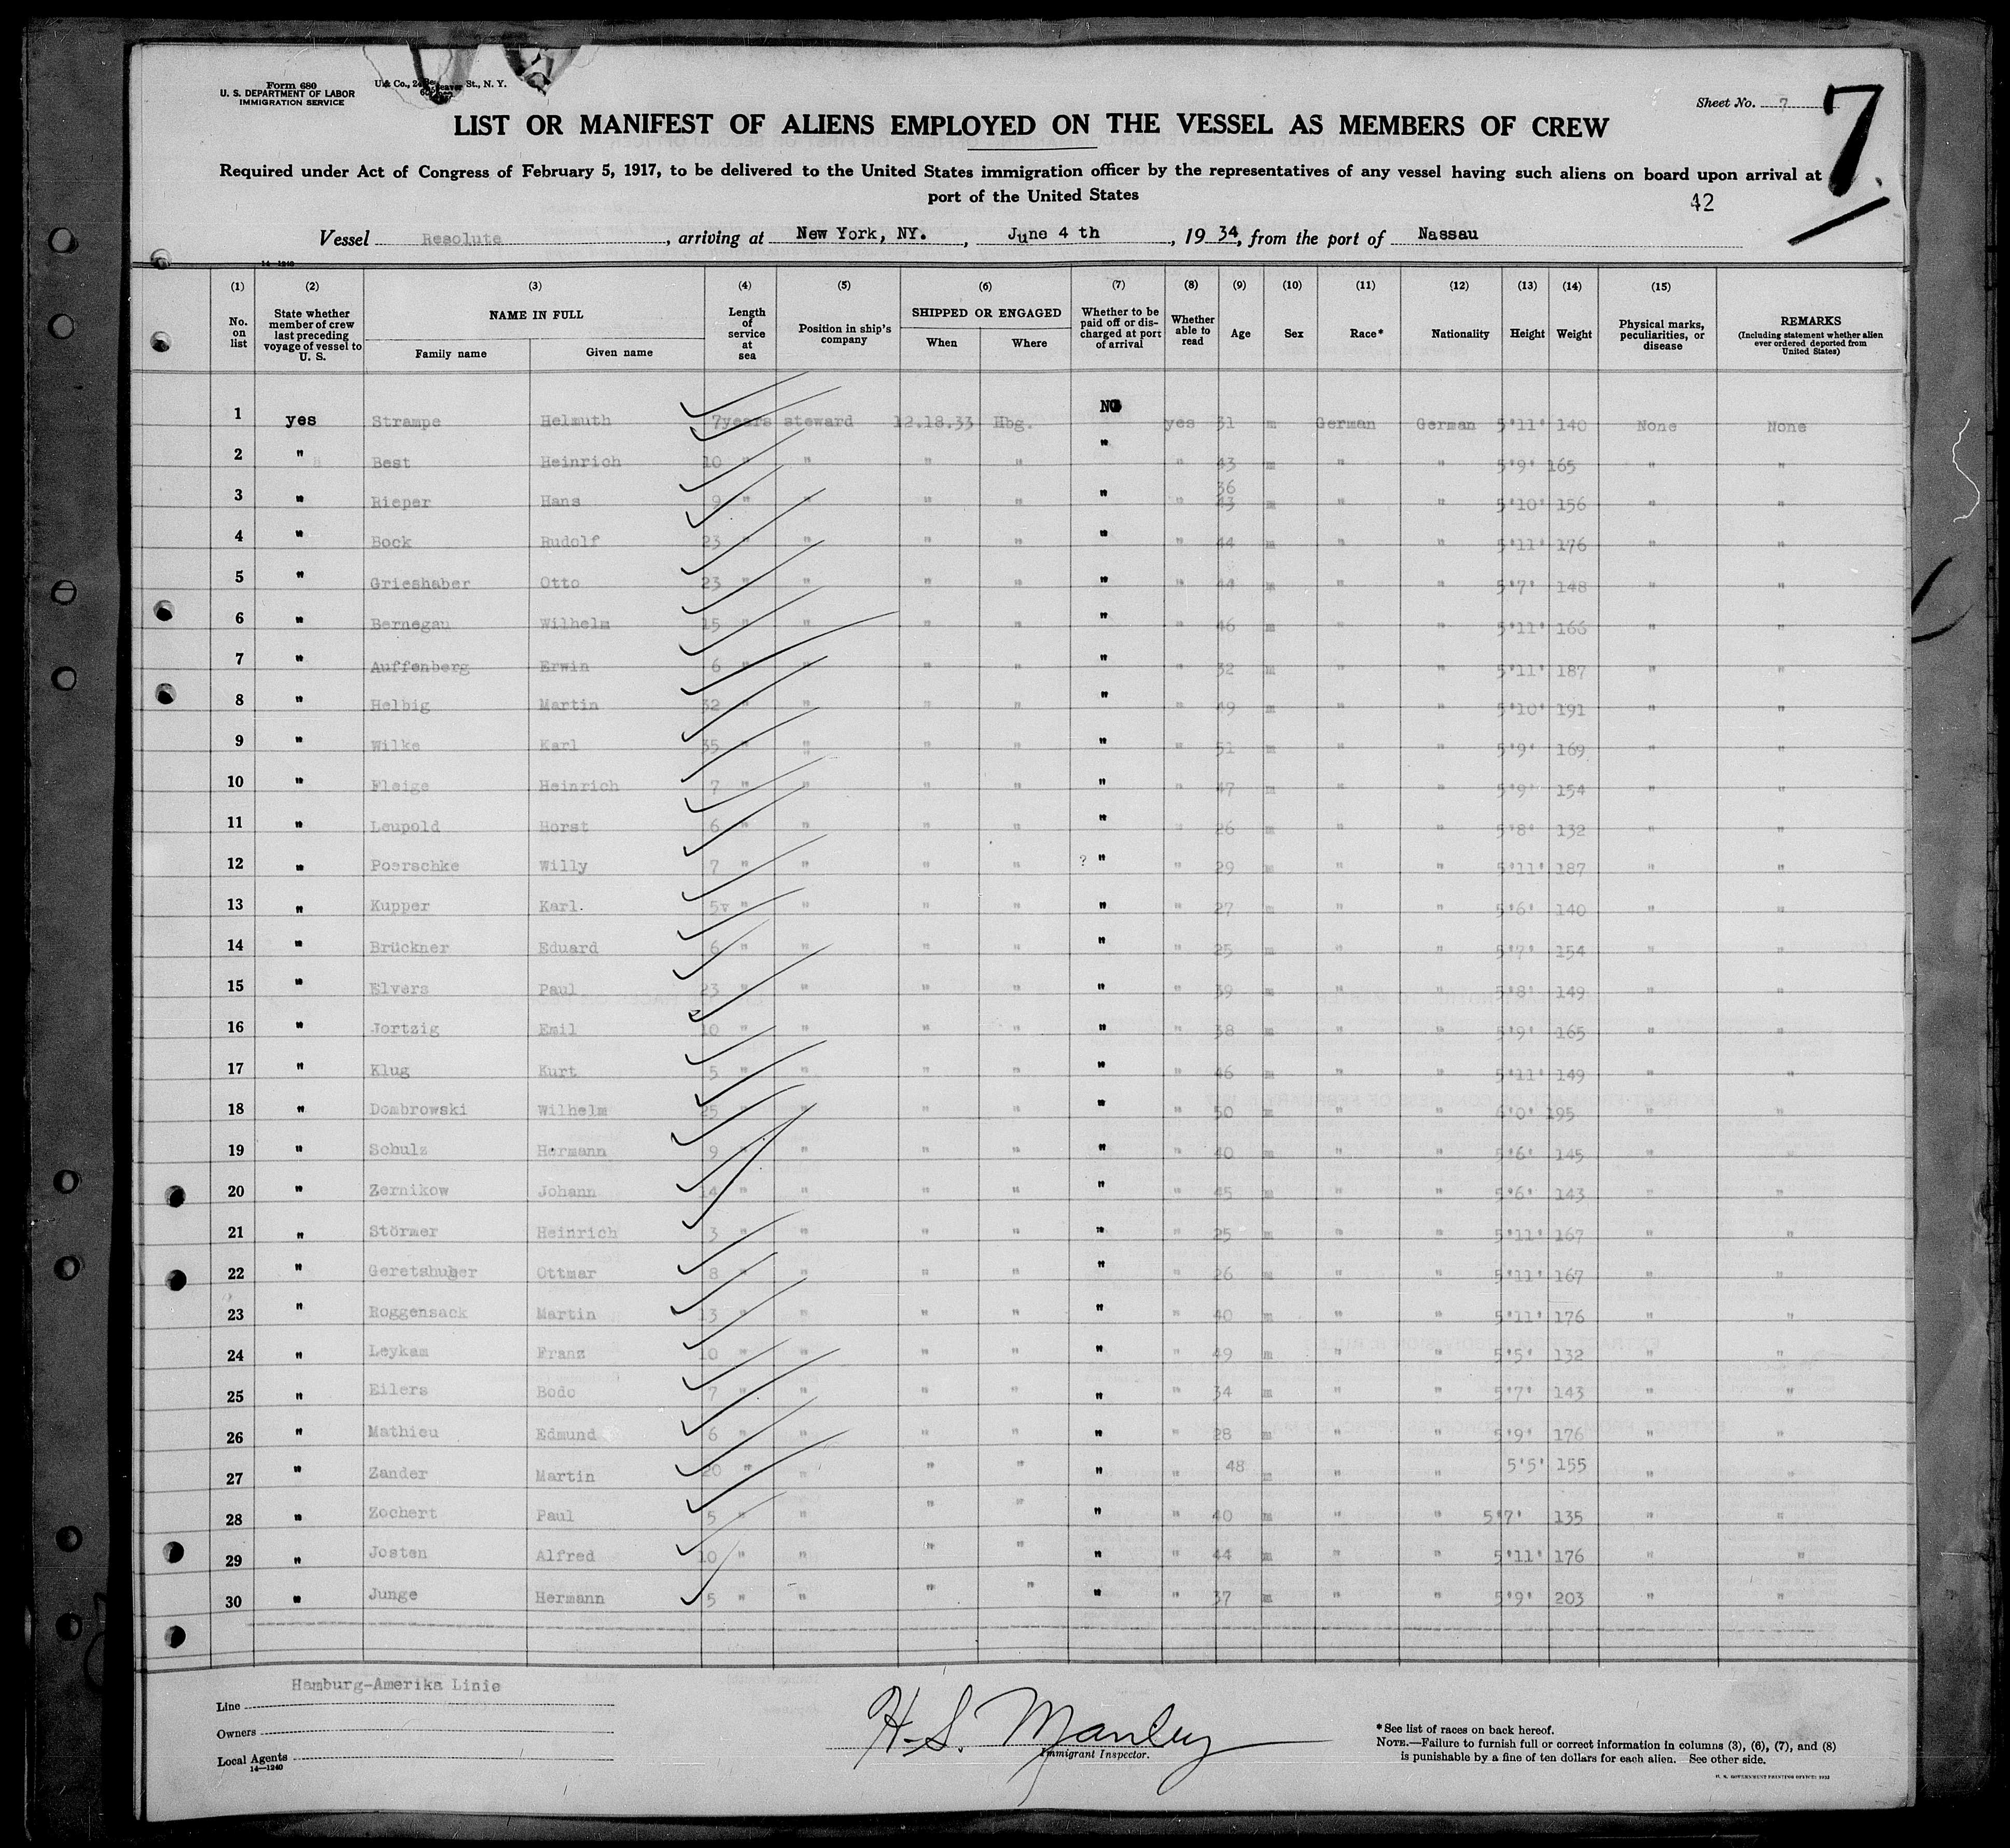 Form 680
U. S. DEPARTMENT OF LABOR
IMMIGRATION SERVICE
St., N. Y.
Sheet No. 7
7
LIST OR MANIFEST OF ALIENS EMPLOYED ON THE VESSEL AS MEMBERS OF CREW
Required under Act of Congress of February 5, 1917, to be delivered to the United States immigration officer by the representatives of any vessel having such aliens on board upon arrival at
port of the United States
42
Vessel Resolute, arriving at New York, NY., June 4 th, 19 34, from the port of Nassau
14—1240
(1) (2) (3) (4) (5) (6) (7) (8) (9) (10) (11) (12) (13) (14) (15)
No. on list State whether member of crew last preceding voyage of vessel to U. S. NAME IN FULL Family name Given name Length of service at sea Position in ship's company SHIPPED OR ENGAGED When Where Whether to be paid off or discharged at port of arrival Whether able to read Age Sex Race* Nationality Height Weight Physical marks, peculiarities, or disease REMARKS (Including statement whether alien ever ordered deported from United States)
1 yes Strampe Helmuth 7years steward 12.18.33 Hbg. NO yes 31 m German German 5'11' 140 None None
2 " Best Heinrich 10 " " " " " " 43 m " " 5'9' 165 " "
3 " Rieper Hans 9 " " " " " " 36 43 m " " 5'10' 156 " "
4 " Bock Rudolf 23 " " " " " " 44 m " " 5'11' 176 " "
5 " Grieshaber Otto 23 " " " " " " 44 m " " 5'7' 148 " "
6 " Bernegau Wilhelm 15 " " " " " " 46 m " " 5'11' 166 " "
7 " Auffenberg Erwin 6 " " " " " " 32 m " " 5'11' 187 " "
8 " Helbig Martin 32 " " " " " " 49 m " " 5'10' 191 " "
9 " Wilke Karl 35 " " " " " " 51 m " " 5'9' 169 " "
10 " Fleige Heinrich 7 " " " " " " 47 m " " 5'9' 154 " "
11 " Leupold Horst 6 " " " " " " 26 m " " 5'8' 132 " "
12 " Poerschke Willy 7 " " " " ? " " 29 m " " 5'11' 187 " "
13 " Kupper Karl. 5v " " " " " " 27 m " " 5'6' 140 " "
14 " Brückner Eduard 6 " " " " " " 25 m " " 5'7' 154 " "
15 " Elvers Paul 23 " " " " " " 39 m " " 5'8' 149 " "
16 " Jortzig Emil 10 " " " " " " 38 m " " 5'9' 165 " "
17 " Klug Kurt 5 " " " " " " 46 m " " 5'11' 149 " "
18 " Dombrowski Wilhelm 25 " " " " " " 50 m " " 6'0' 195 " "
19 " Schulz Hermann 9 " " " " " " 40 m " " 5'6' 145 " "
20 " Zernikow Johann 14 " " " " " " 45 m " " 5'6' 143 " "
21 " Störmer Heinrich 3 " " " " " " 25 m " " 5'11' 167 " "
22 " Geretshuber Ottmar 8 " " " " " " 26 m " " 5'11' 167 " "
23 " Roggensack Martin 13 " " " " " " 40 m " " 5'11' 176 " "
24 " Leykam Franz 10 " " " " " " 49 m " " 5'5' 132 " "
25 " Eilers Bodo 7 " " " " " " 34 m " " 5'7' 143 " "
26 " Mathieu Edmund 6 " " " " " " 28 m " " 5'9' 176 " "
27 " Zander Martin 20 " " " " " " 48 m " " 5'5' 155 " "
28 " Zochert Paul 5 " " " " " " 40 m " " 5'7' 135 " "
29 " Josten Alfred 10 " " " " " " 44 m " " 5'11' 176 " "
30 " Junge Hermann 5 " " " " " " 37 m " " 5'9' 203 " "
Line Hamburg-Amerika Linie
Owners
Local Agents
14—1240
H. S. Manley
Immigrant Inspector.
* See list of races on back hereof.
NOTE.—Failure to furnish full or correct information in columns (3), (6), (7), and (8)
is punishable by a fine of ten dollars for each alien. See other side.
U. S. GOVERNMENT PRINTING OFFICE: 1932